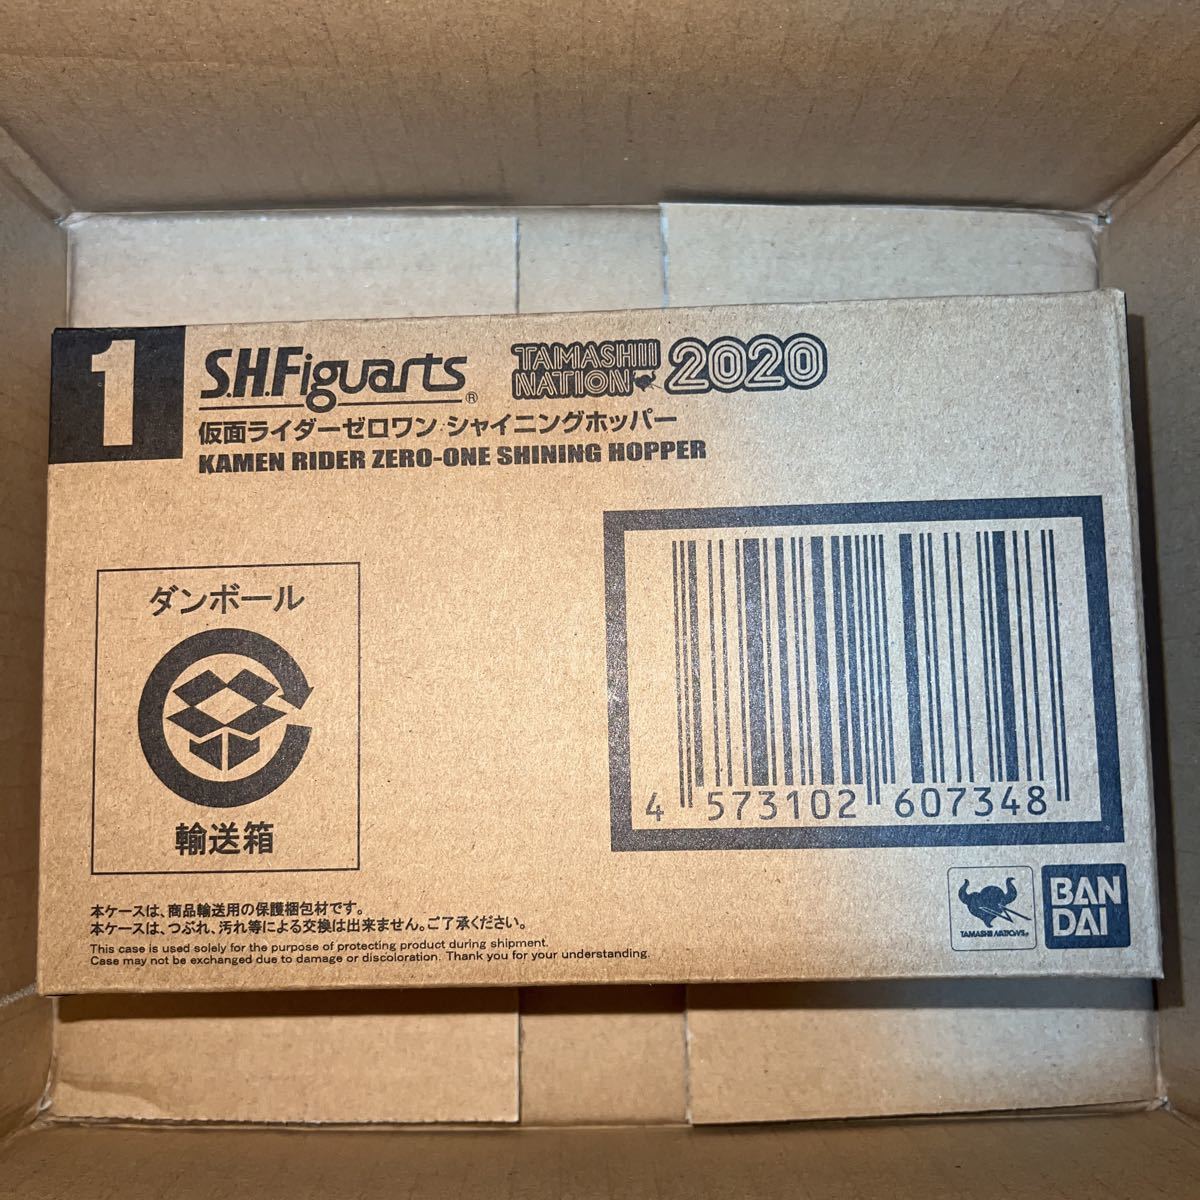 1
S.H.Figuarts®
TAMASHII NATION 2020
仮面ライダーゼロワン シャイニングホッパー
KAMEN RIDER ZERO-ONE SHINING HOPPER
ダンボール
輸送箱
4 573102 607348
本ケースは、商品輸送用の保護梱包材です。
本ケースは、つぶれ、汚れ等による交換は出来ません。ご了承ください。
This case is used solely for the purpose of protecting product during shipment.
Case may not be exchanged due to damage or discoloration. Thank you for your understanding.
TAMASHII NATIONS®
BAN
DAI